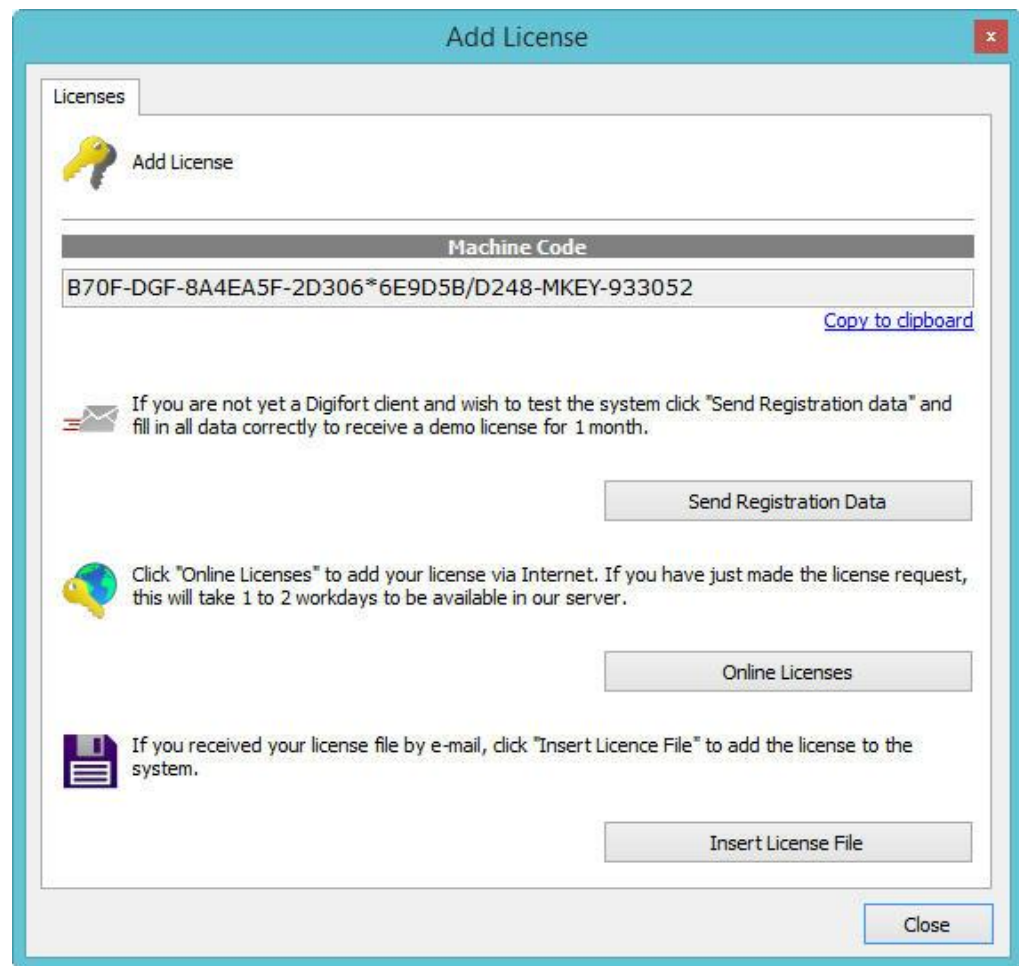 Add License
x
Licenses
Add License
Machine Code
B70F-DGF-8A4EA5F-2D306*6E9D5B/D248-MKEY-933052
Copy to clipboard
If you are not yet a Digifort client and wish to test the system click "Send Registration data" and
fill in all data correctly to receive a demo license for 1 month.
Send Registration Data
Click "Online Licenses" to add your license via Internet. If you have just made the license request,
this will take 1 to 2 workdays to be available in our server.
Online Licenses
If you received your license file by e-mail, click "Insert Licence File" to add the license to the
system.
Insert License File
Close